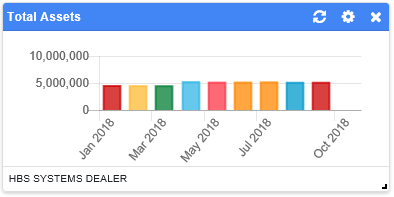 Total Assets
10,000,000
5,000,000
0
Jan 2018
Mar 2018
May 2018
Jul 2018
Oct 2018
HBS SYSTEMS DEALER